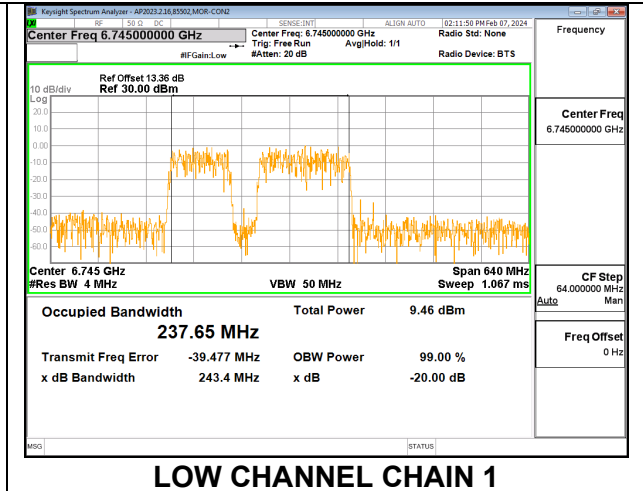 Keysight Spectrum Analyzer - AP2023.2.16,85502,MOR-CON2
RF 50 Ω DC SENSE:INT ALIGN AUTO 02:11:50 PM Feb 07, 2024
Center Freq 6.745000000 GHz
Center Freq: 6.745000000 GHz
Radio Std: None
Trig: Free Run Avg|Hold: 1/1
#IFGain:Low #Atten: 20 dB Radio Device: BTS
Frequency
Ref Offset 13.36 dB
10 dB/div Ref 30.00 dBm
Log
20.0
10.0
0.00
-10.0
-20.0
-30.0
-40.0
-50.0
-60.0
Center Freq
6.745000000 GHz
Center 6.745 GHz Span 640 MHz
#Res BW 4 MHz VBW 50 MHz Sweep 1.067 ms
CF Step
64.000000 MHz
Auto Man
Freq Offset
0 Hz
Occupied Bandwidth Total Power 9.46 dBm
237.65 MHz
Transmit Freq Error -39.477 MHz OBW Power 99.00 %
x dB Bandwidth 243.4 MHz x dB -20.00 dB
MSG STATUS
LOW CHANNEL CHAIN 1